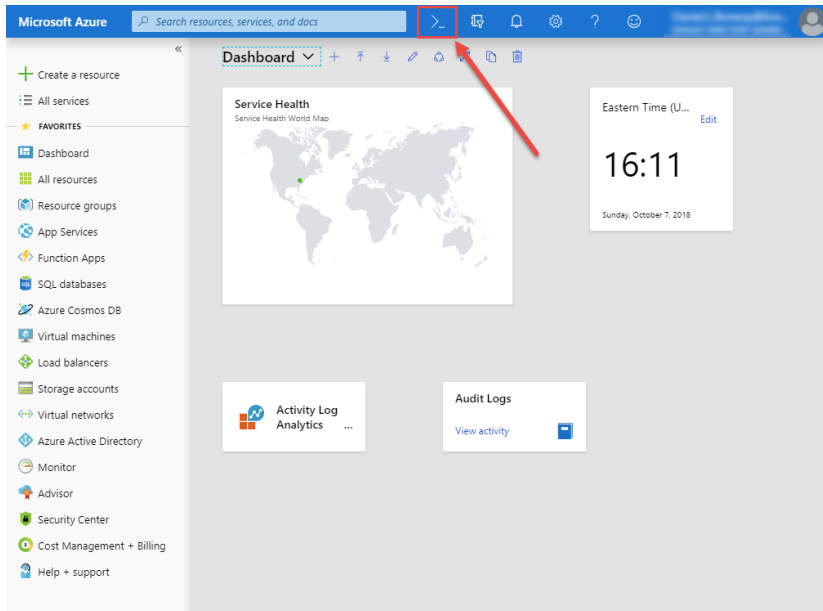 Microsoft Azure
Search resources, services, and docs
>_
?
«
Create a resource
All services
FAVORITES
Dashboard
All resources
Resource groups
App Services
Function Apps
SQL databases
Azure Cosmos DB
Virtual machines
Load balancers
Storage accounts
Virtual networks
Azure Active Directory
Monitor
Advisor
Security Center
Cost Management + Billing
Help + support
Dashboard
Service Health
Service Health World Map
Eastern Time (U...
Edit
16:11
Sunday, October 7, 2018
Activity Log
Analytics ...
Audit Logs
View activity